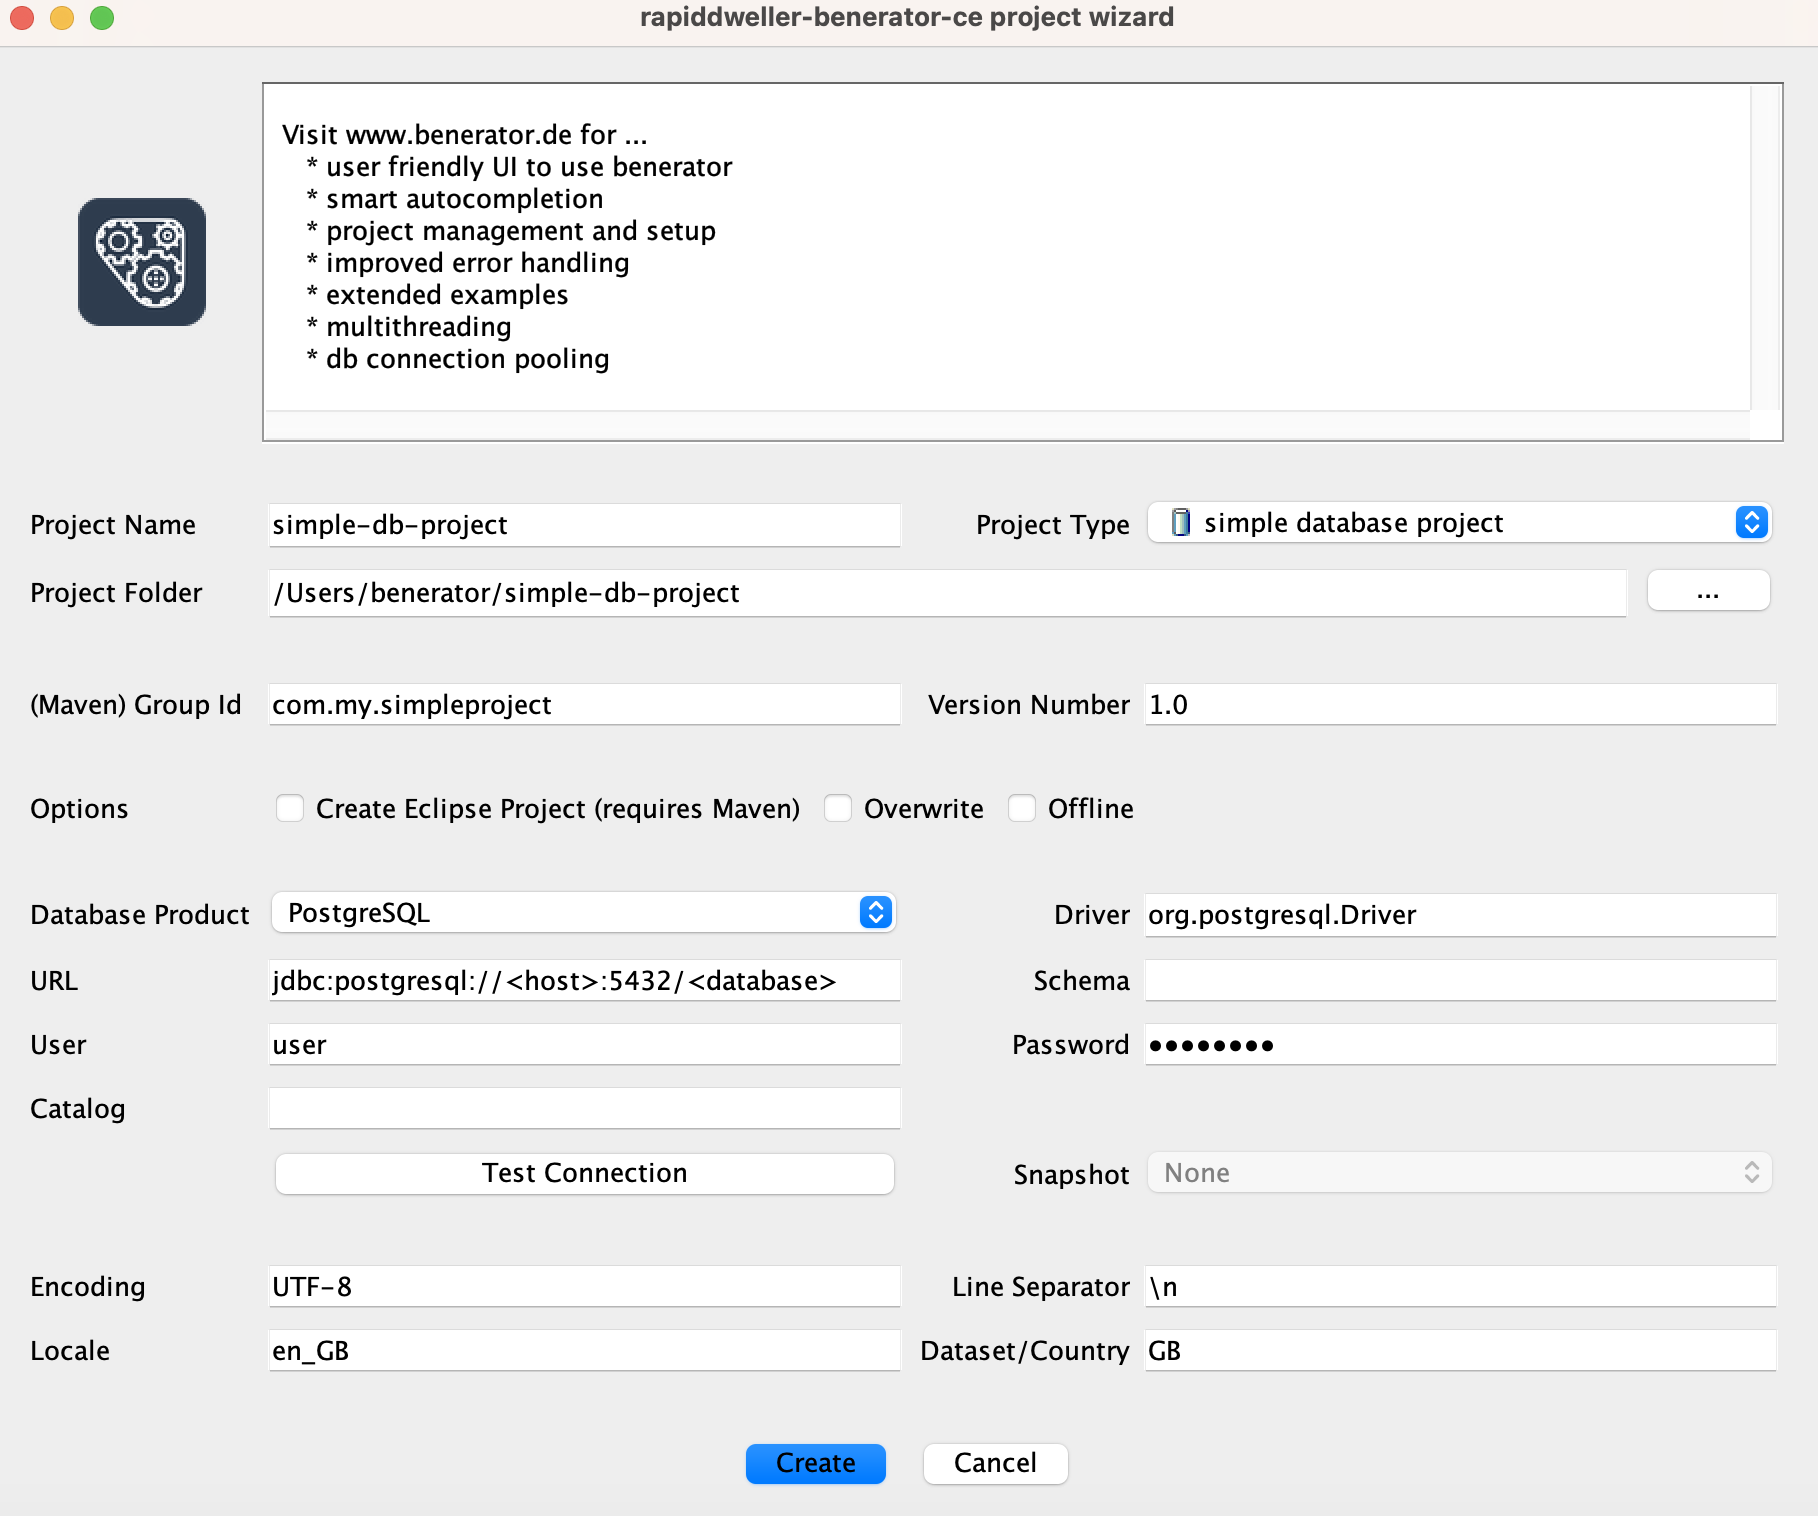 rapiddweller-benerator-ce project wizard
Visit www.benerator.de for ...
* user friendly UI to use benerator
* smart autocompletion
* project management and setup
* improved error handling
* extended examples
* multithreading
* db connection pooling
Project Name simple-db-project Project Type simple database project
Project Folder /Users/benerator/simple-db-project ...
(Maven) Group Id com.my.simpleproject Version Number 1.0
Options Create Eclipse Project (requires Maven) Overwrite Offline
Database Product PostgreSQL Driver org.postgresql.Driver
URL jdbc:postgresql://<host>:5432/<database> Schema
User user Password ••••••••
Catalog
Test Connection Snapshot None
Encoding UTF-8 Line Separator \n
Locale en_GB Dataset/Country GB
Create Cancel